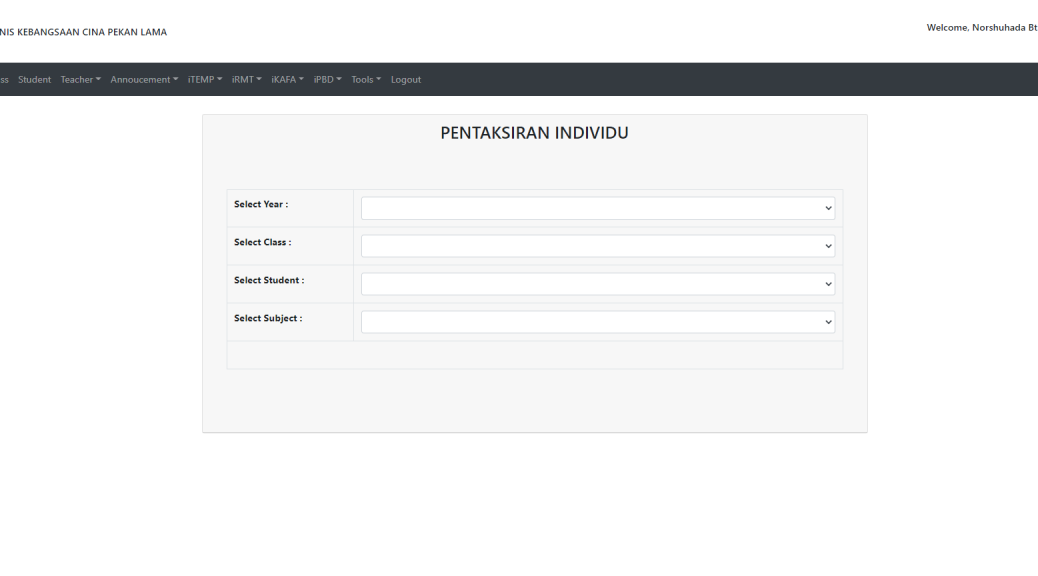 NIS KEBANGSAAN CINA PEKAN LAMA
Welcome, Norshuhada Bt
ss Student Teacher Annoucement iTEMP iRMT iKAFA iPBD Tools Logout
PENTAKSIRAN INDIVIDU
Select Year :
Select Class :
Select Student :
Select Subject :